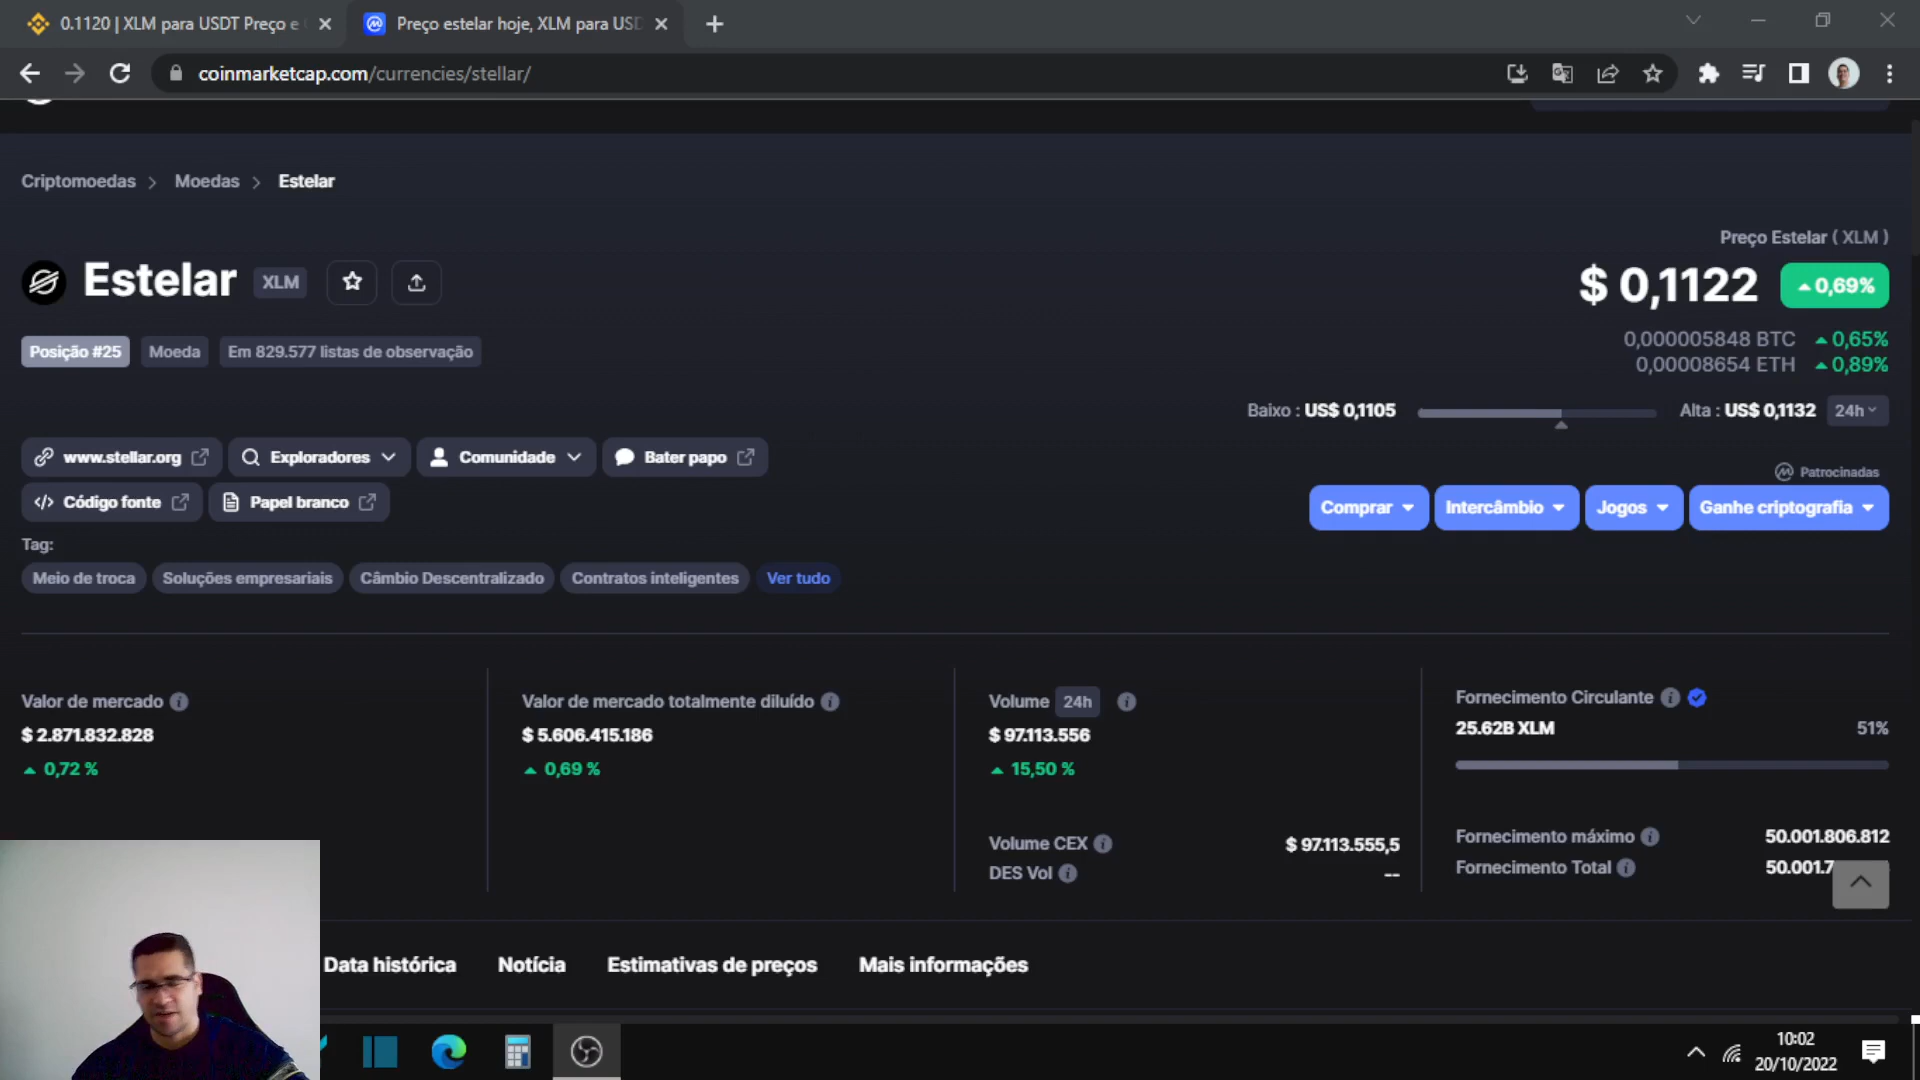 0.1120 | XLM para USDT Preço e
Preço estelar hoje, XLM para USD
coinmarketcap.com/currencies/stellar/
Criptomoedas > Moedas > Estelar
Preço Estelar ( XLM )
Estelar XLM
$ 0,1122 0,69%
Posição #25 Moeda Em 829.577 listas de observação
0,000005848 BTC 0,65%
0,00008654 ETH 0,89%
Baixo : US$ 0,1105 Alta : US$ 0,1132 24h
www.stellar.org Exploradores Comunidade Bater papo
Patrocinadas
Código fonte Papel branco
Comprar Intercâmbio Jogos Ganhe criptografia
Tag:
Meio de troca Soluções empresariais Câmbio Descentralizado Contratos inteligentes Ver tudo
Valor de mercado
$ 2.871.832.828
0,72 %
Valor de mercado totalmente diluído
$ 5.606.415.186
0,69 %
Volume 24h
$ 97.113.556
15,50 %
Volume CEX $ 97.113.555,5
DES Vol --
Fornecimento Circulante
25.62B XLM 51%
Fornecimento máximo 50.001.806.812
Fornecimento Total 50.001.7
Data histórica Notícia Estimativas de preços Mais informações
10:02
20/10/2022